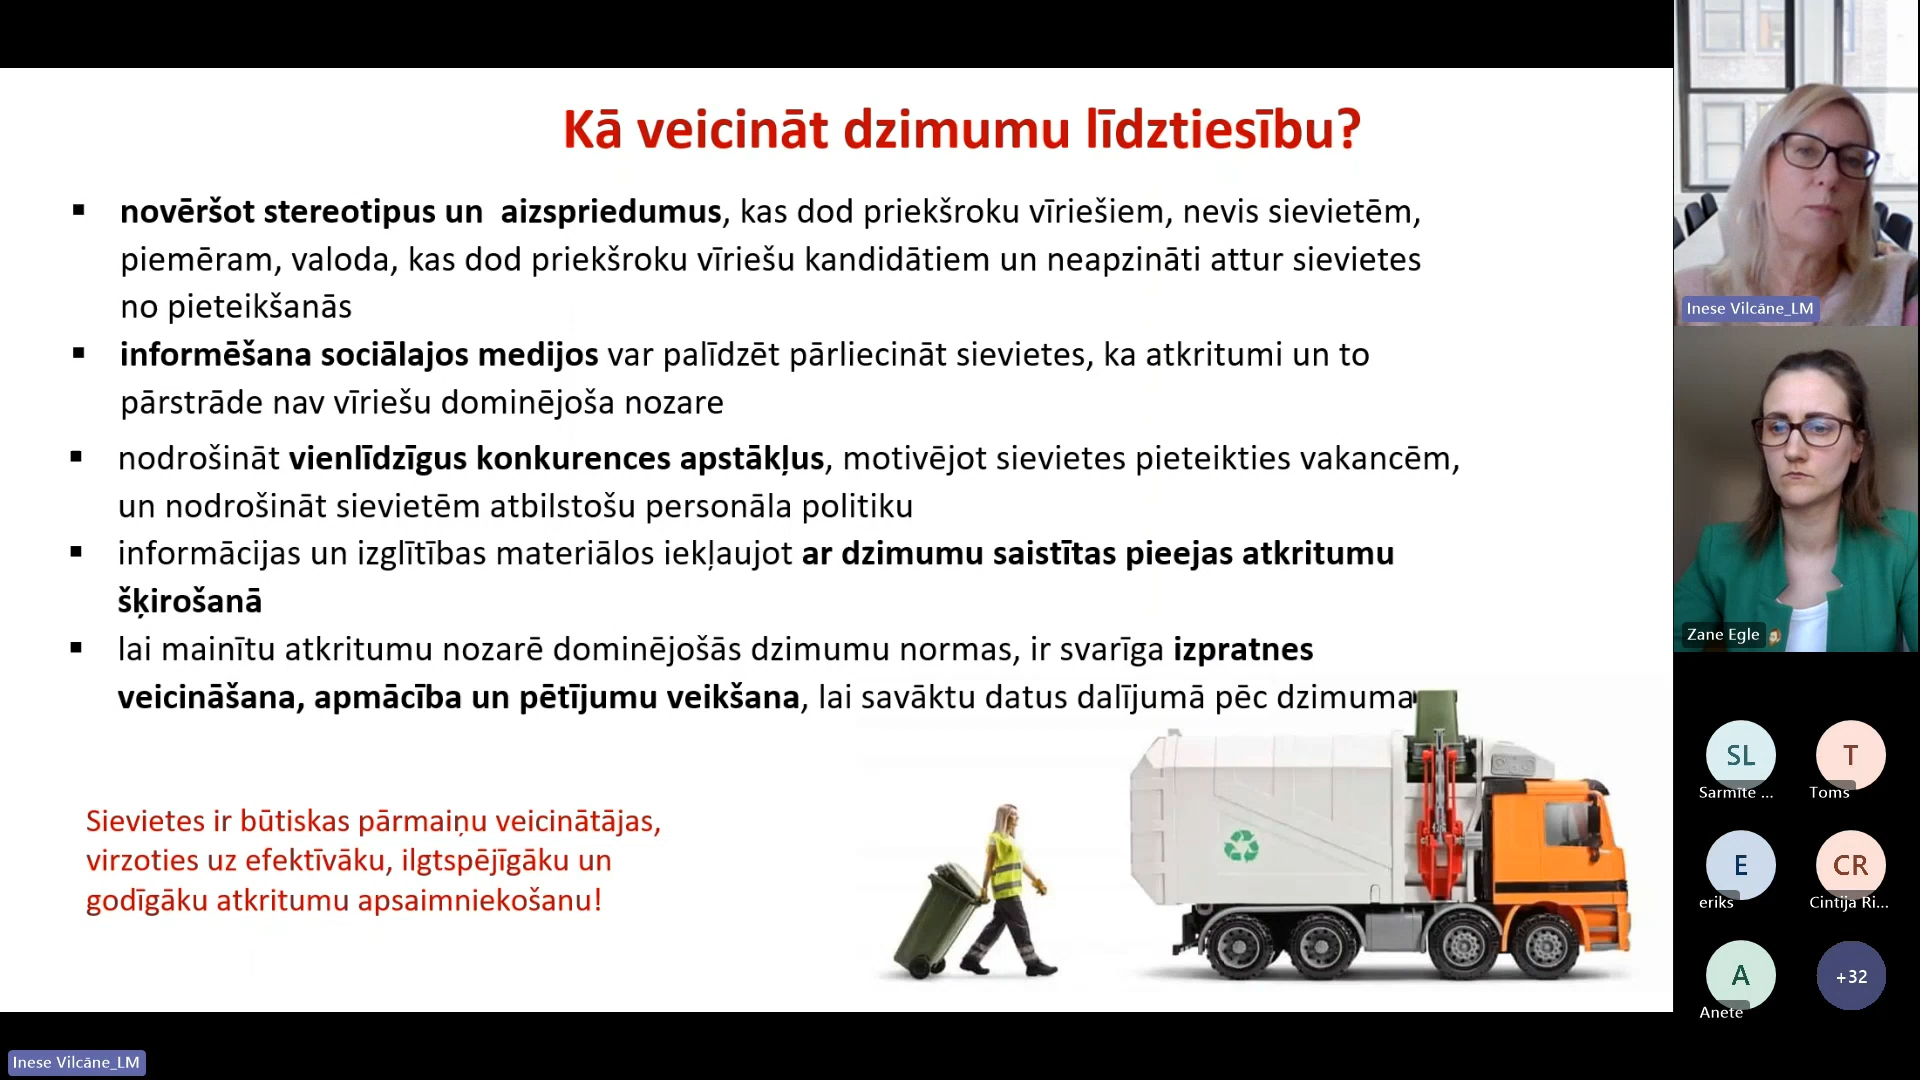 Kā veicināt dzimumu līdztiesību?
▪ novēršot stereotipus un aizspriedumus, kas dod priekšroku vīriešiem, nevis sievietēm,
piemēram, valoda, kas dod priekšroku vīriešu kandidātiem un neapzināti attur sievietes
no pieteikšanās
▪ informēšana sociālajos medijos var palīdzēt pārliecināt sievietes, ka atkritumi un to
pārstrāde nav vīriešu dominējoša nozare
▪ nodrošināt vienlīdzīgus konkurences apstākļus, motivējot sievietes pieteikties vakancēm,
un nodrošināt sievietēm atbilstošu personāla politiku
▪ informācijas un izglītības materiālos iekļaujot ar dzimumu saistītas pieejas atkritumu
šķirošanā
▪ lai mainītu atkritumu nozarē dominējošās dzimumu normas, ir svarīga izpratnes
veicināšana, apmācība un pētījumu veikšana, lai savāktu datus dalījumā pēc dzimuma
Sievietes ir būtiskas pārmaiņu veicinātājas,
virzoties uz efektīvāku, ilgtspējīgāku un
godīgāku atkritumu apsaimniekošanu!
Inese Vilcāne_LM
Zane Egle
SL
Sarmīte ...
T
Toms
E
eriks
CR
Cintija Ri...
A
Anete
+32
Inese Vilcāne_LM